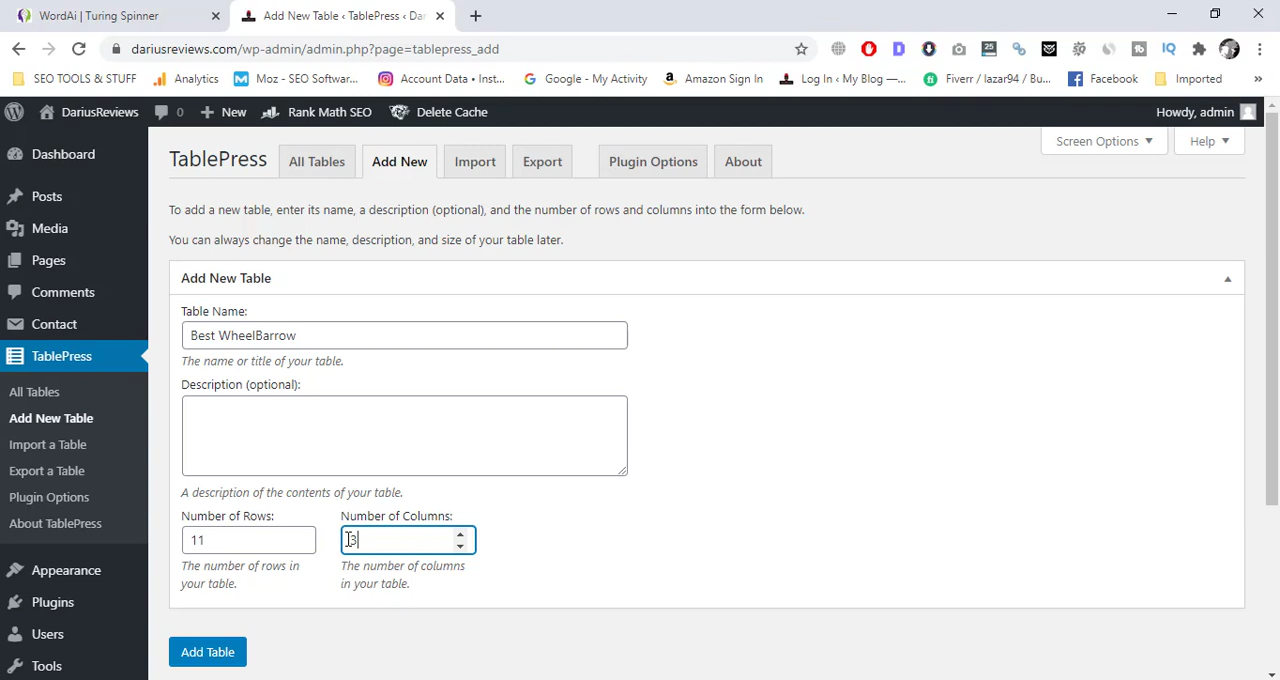 WordAi | Turing Spinner
Add New Table ‹ TablePress ‹ Dar
dariusreviews.com/wp-admin/admin.php?page=tablepress_add
25
IQ
SEO TOOLS & STUFF
Analytics
Moz - SEO Software...
Account Data • Inst...
Google - My Activity
Amazon Sign In
Log In ‹ My Blog —...
Fiverr / lazar94 / Bu...
Facebook
Imported
»
DariusReviews
0
New
Rank Math SEO
Delete Cache
Howdy, admin
Dashboard
Posts
Media
Pages
Comments
Contact
TablePress
All Tables
Add New Table
Import a Table
Export a Table
Plugin Options
About TablePress
Appearance
Plugins
Users
Tools
TablePress
All Tables
Add New
Import
Export
Plugin Options
About
Screen Options
Help
To add a new table, enter its name, a description (optional), and the number of rows and columns into the form below.
You can always change the name, description, and size of your table later.
Add New Table
Table Name:
Best WheelBarrow
The name or title of your table.
Description (optional):
A description of the contents of your table.
Number of Rows:
11
The number of rows in
your table.
Number of Columns:
3
The number of columns
in your table.
Add Table